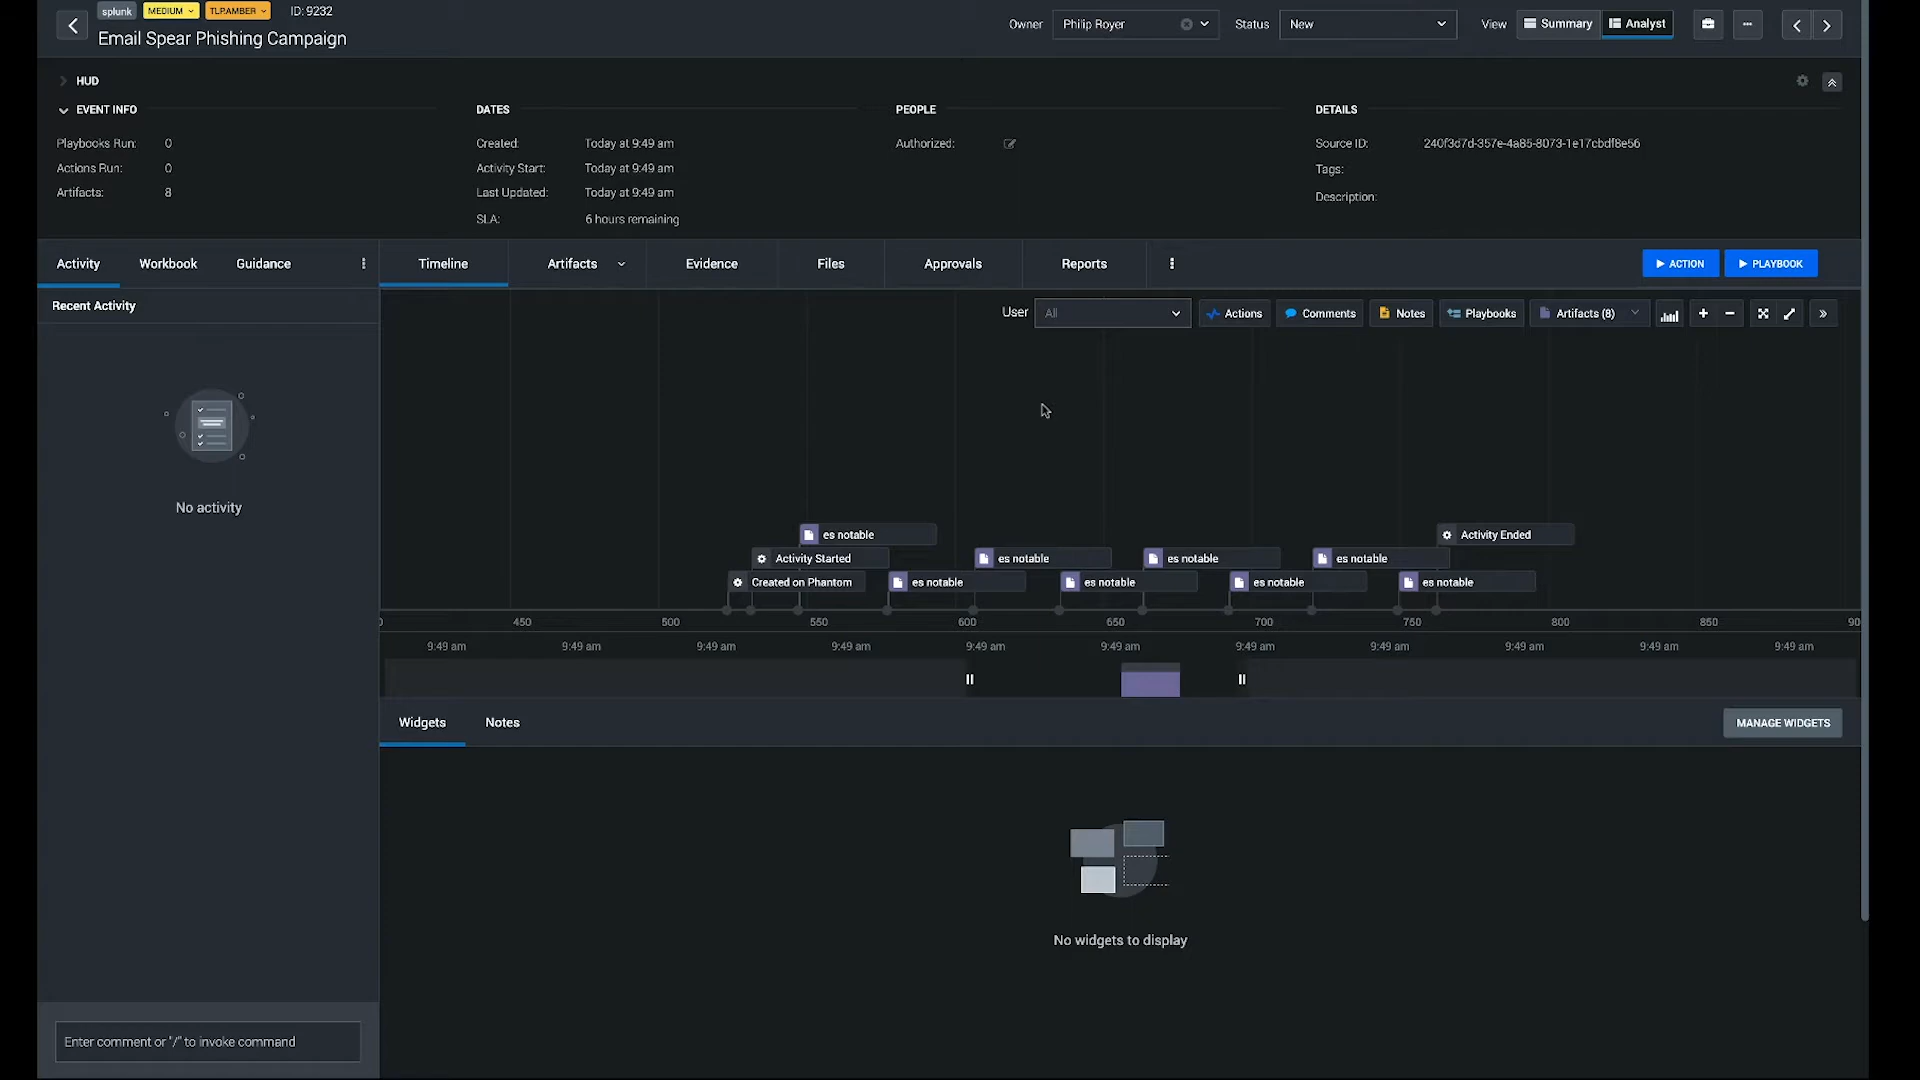 splunk MEDIUM TLP:AMBER ID: 9232
Email Spear Phishing Campaign
Owner Philip Royer Status New View Summary Analyst
HUD
EVENT INFO
Playbooks Run: 0
Actions Run: 0
Artifacts: 8
DATES
Created: Today at 9:49 am
Activity Start: Today at 9:49 am
Last Updated: Today at 9:49 am
SLA: 6 hours remaining
PEOPLE
Authorized:
DETAILS
Source ID: 240f3d7d-357e-4a85-8073-1e17cbdf8e56
Tags:
Description:
Activity Workbook Guidance
Timeline Artifacts Evidence Files Approvals Reports
ACTION PLAYBOOK
Recent Activity
No activity
User All Actions Comments Notes Playbooks Artifacts (8)
es notable Activity Ended
Activity Started es notable es notable es notable
Created on Phantom es notable es notable es notable es notable
450 500 550 600 650 700 750 800 850 90
9:49 am 9:49 am 9:49 am 9:49 am 9:49 am 9:49 am 9:49 am 9:49 am 9:49 am 9:49 am 9:49 am
Widgets Notes MANAGE WIDGETS
No widgets to display
Enter comment or "/" to invoke command